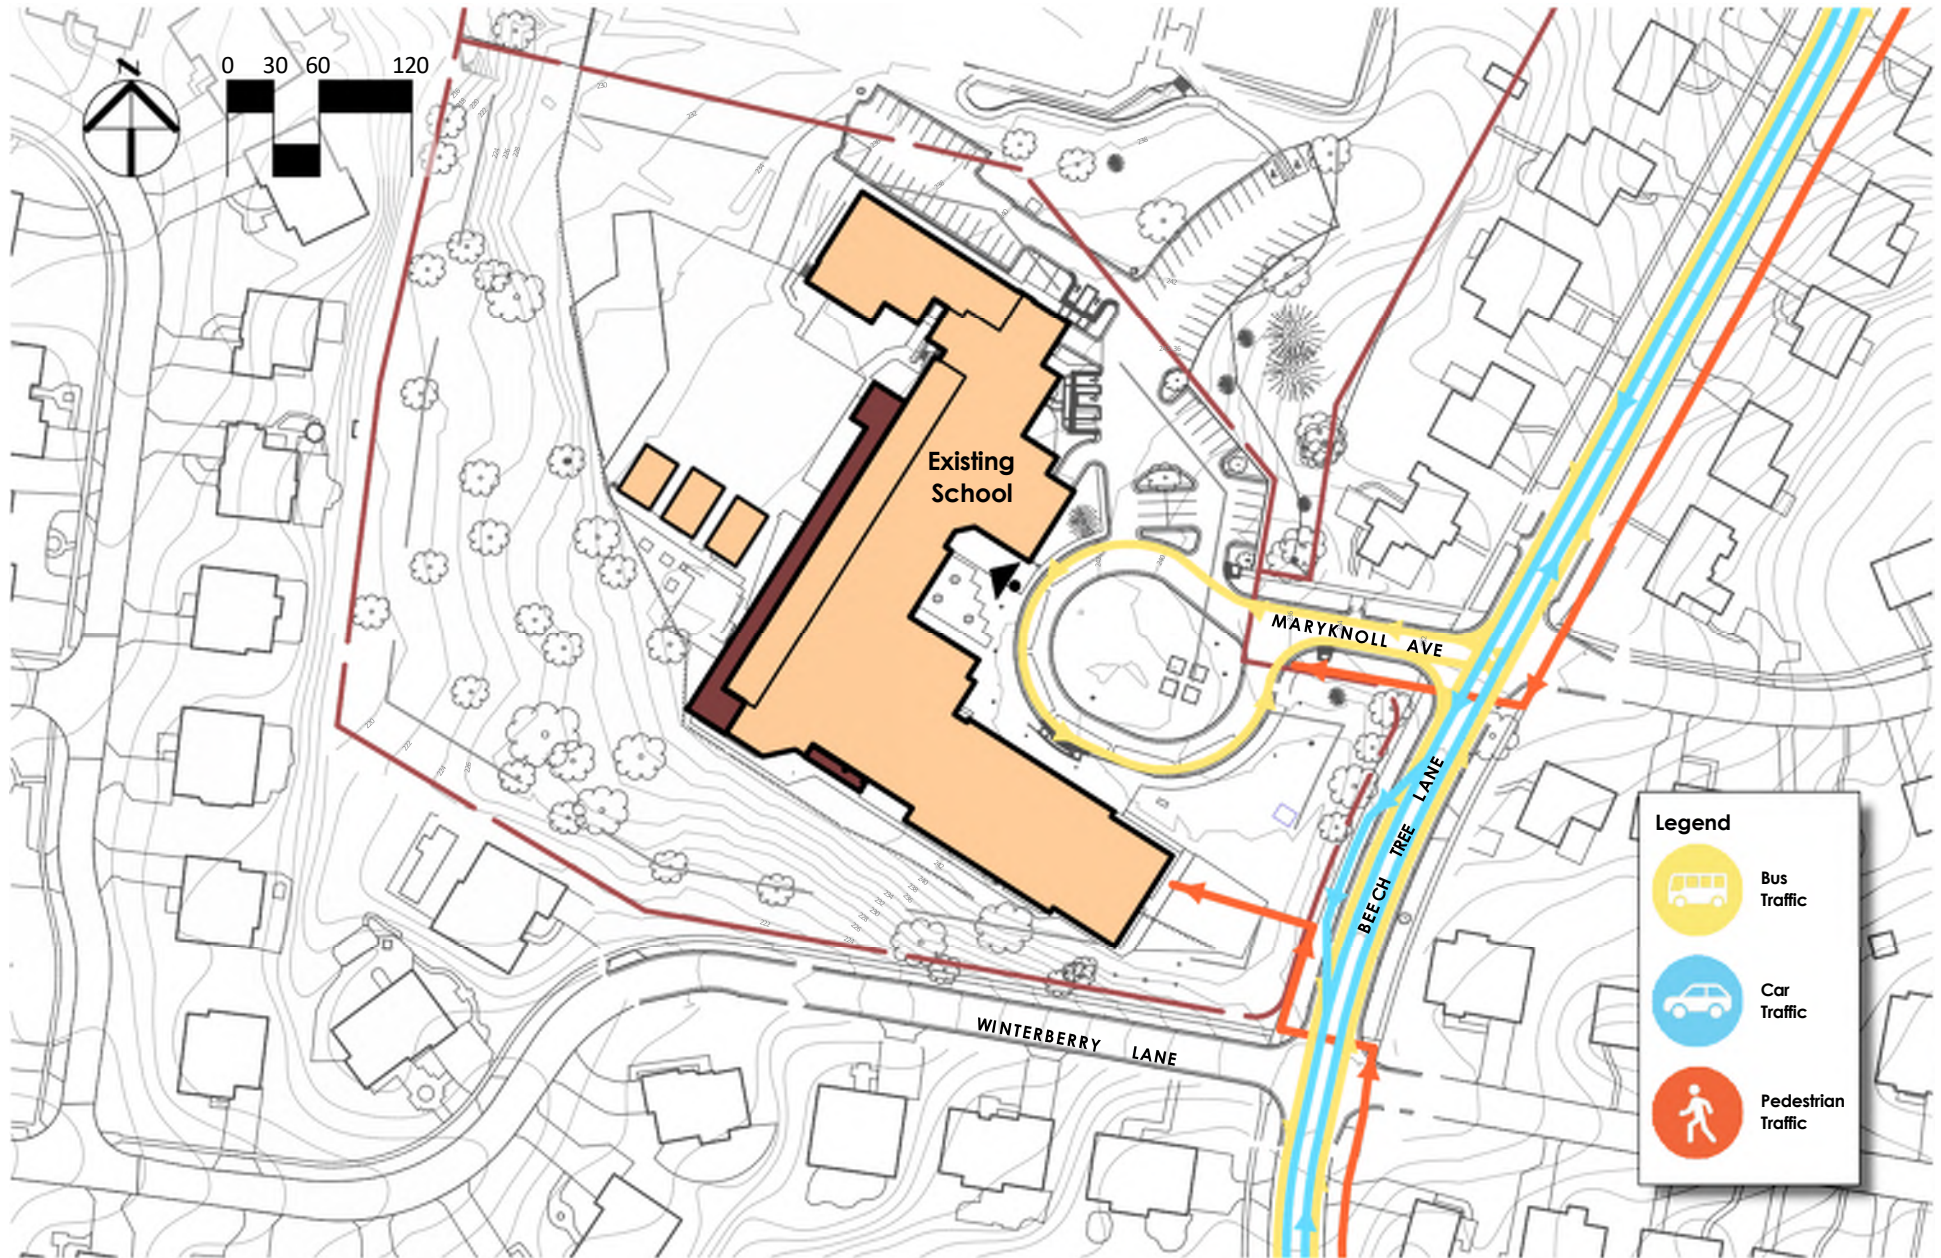 N
0 30 60 120
Existing
School
MARYKNOLL AVE
BEECH TREE LANE
WINTERBERRY LANE
Legend
Bus
Traffic
Car
Traffic
Pedestrian
Traffic